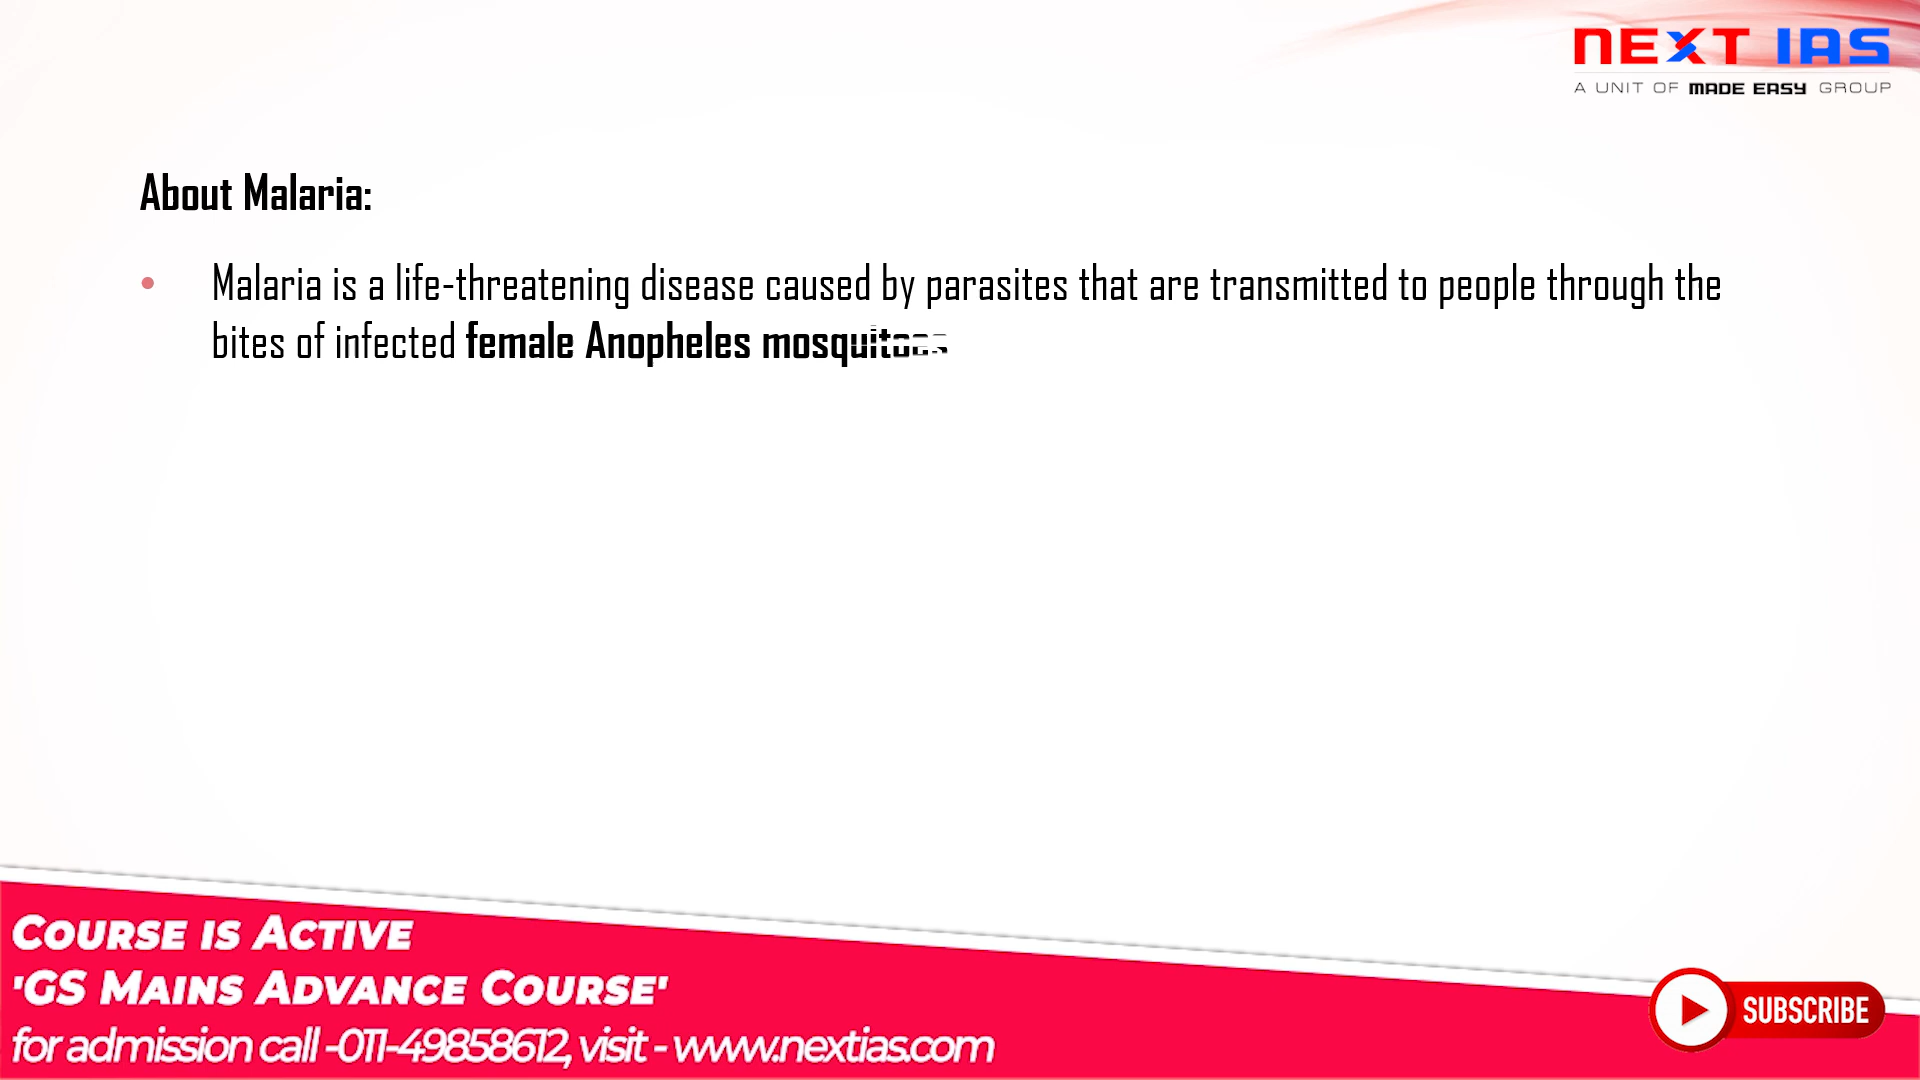 NEXT IAS
A UNIT OF MADE EASY GROUP
About Malaria:
• Malaria is a life-threatening disease caused by parasites that are transmitted to people through the
bites of infected female Anopheles mosquitoes
COURSE IS ACTIVE
'GS MAINS ADVANCE COURSE'
for admission call -011-49858612, visit - www.nextias.com
SUBSCRIBE